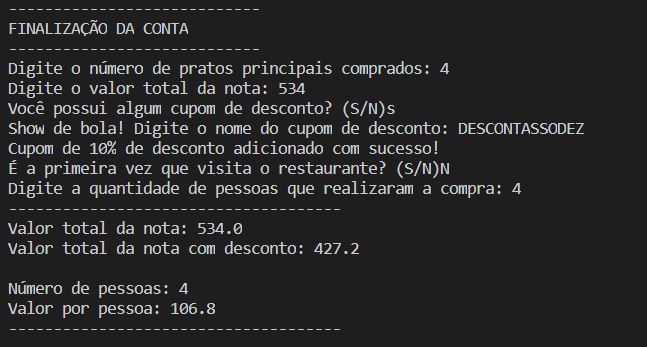 ----------------------------
FINALIZAÇÃO DA CONTA
----------------------------
Digite o número de pratos principais comprados: 4
Digite o valor total da nota: 534
Você possui algum cupom de desconto? (S/N)s
Show de bola! Digite o nome do cupom de desconto: DESCONTASSODEZ
Cupom de 10% de desconto adicionado com sucesso!
É a primeira vez que visita o restaurante? (S/N)N
Digite a quantidade de pessoas que realizaram a compra: 4
-------------------------------------
Valor total da nota: 534.0
Valor total da nota com desconto: 427.2

Número de pessoas: 4
Valor por pessoa: 106.8
-------------------------------------